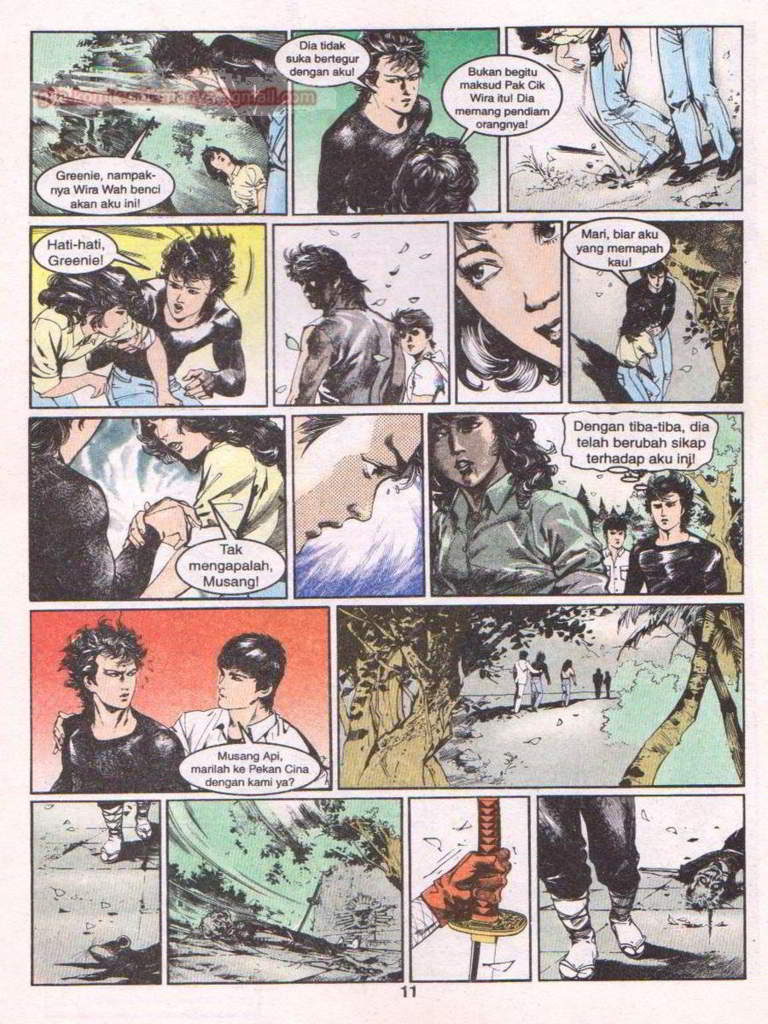 Greenie, nampak-
nya Wira Wah benci
akan aku ini!
Dia tidak
suka bertegur
dengan aku!
Bukan begitu
maksud Pak Cik
Wira itu! Dia
memang pendiam
orangnya!
Hati-hati,
Greenie!
Mari, biar aku
yang memapah
kau!
Tak
mengapalah,
Musang!
Dengan tiba-tiba, dia
telah berubah sikap
terhadap aku ini!
Musang Api,
marilah ke Pekan Cina
dengan kami ya?
11